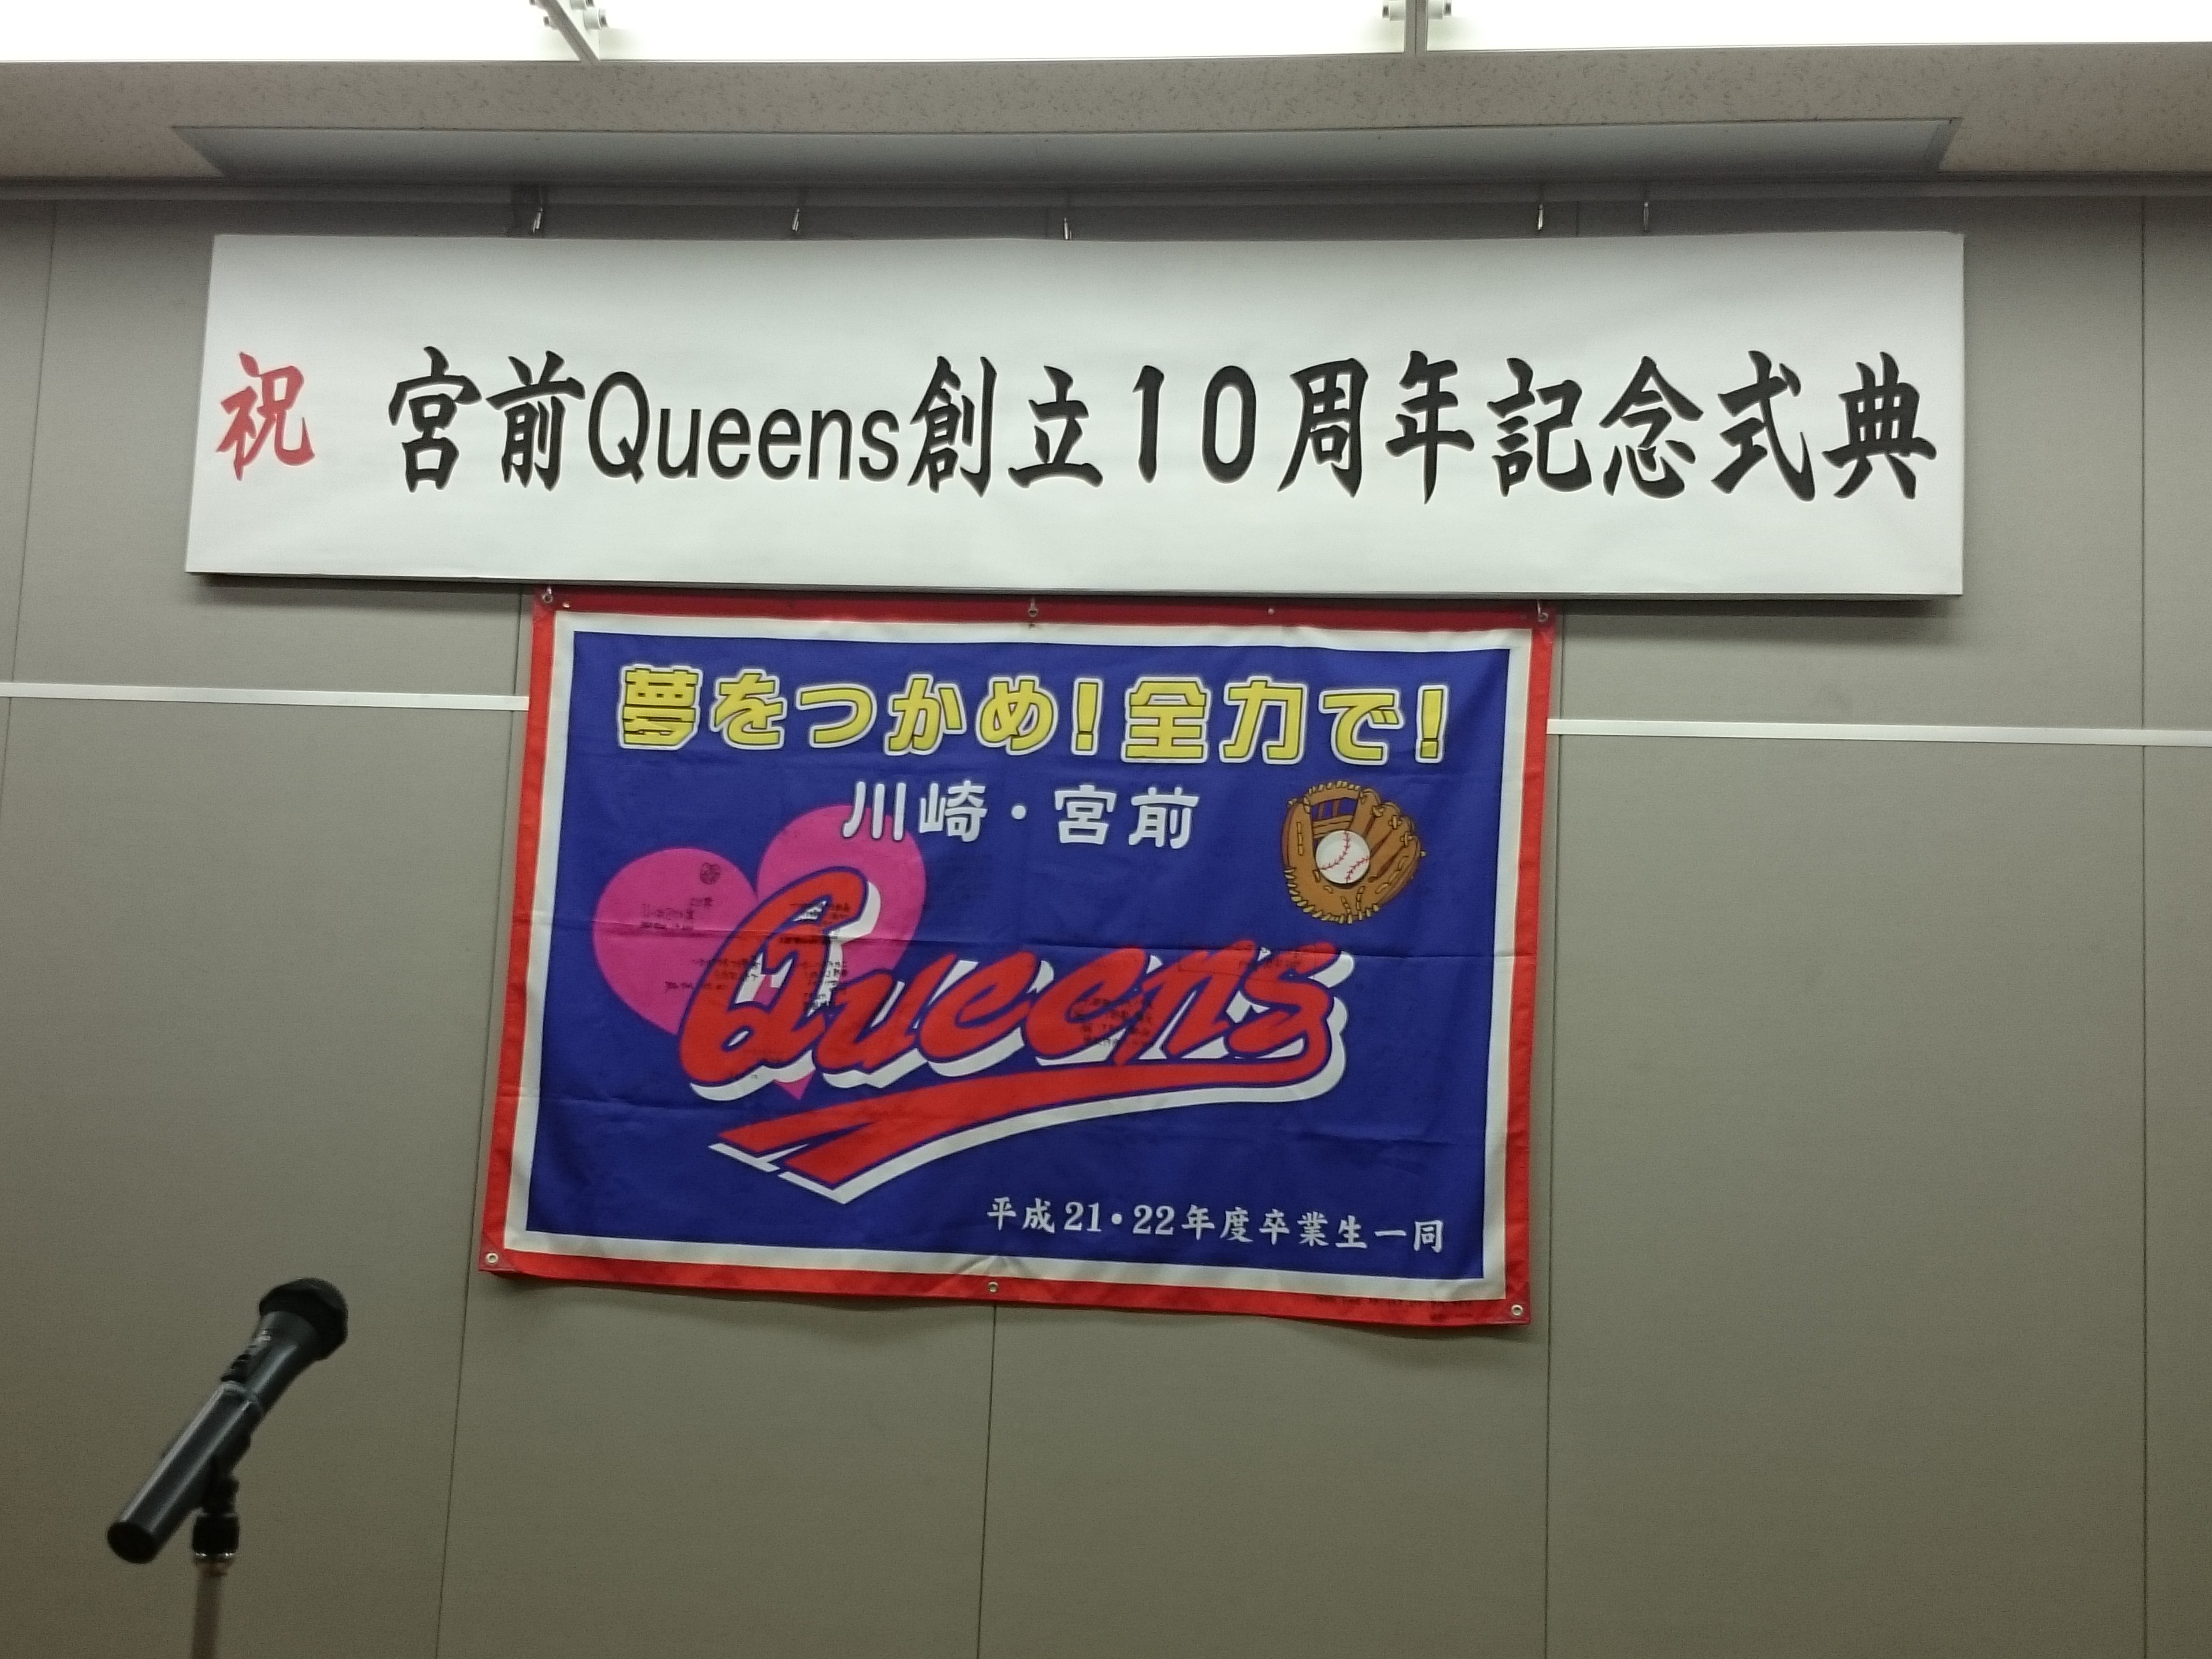 祝 宮前Queens創立10周年記念式典
夢をつかめ！全力で！
川崎・宮前
Queens
平成21・22年度卒業生一同